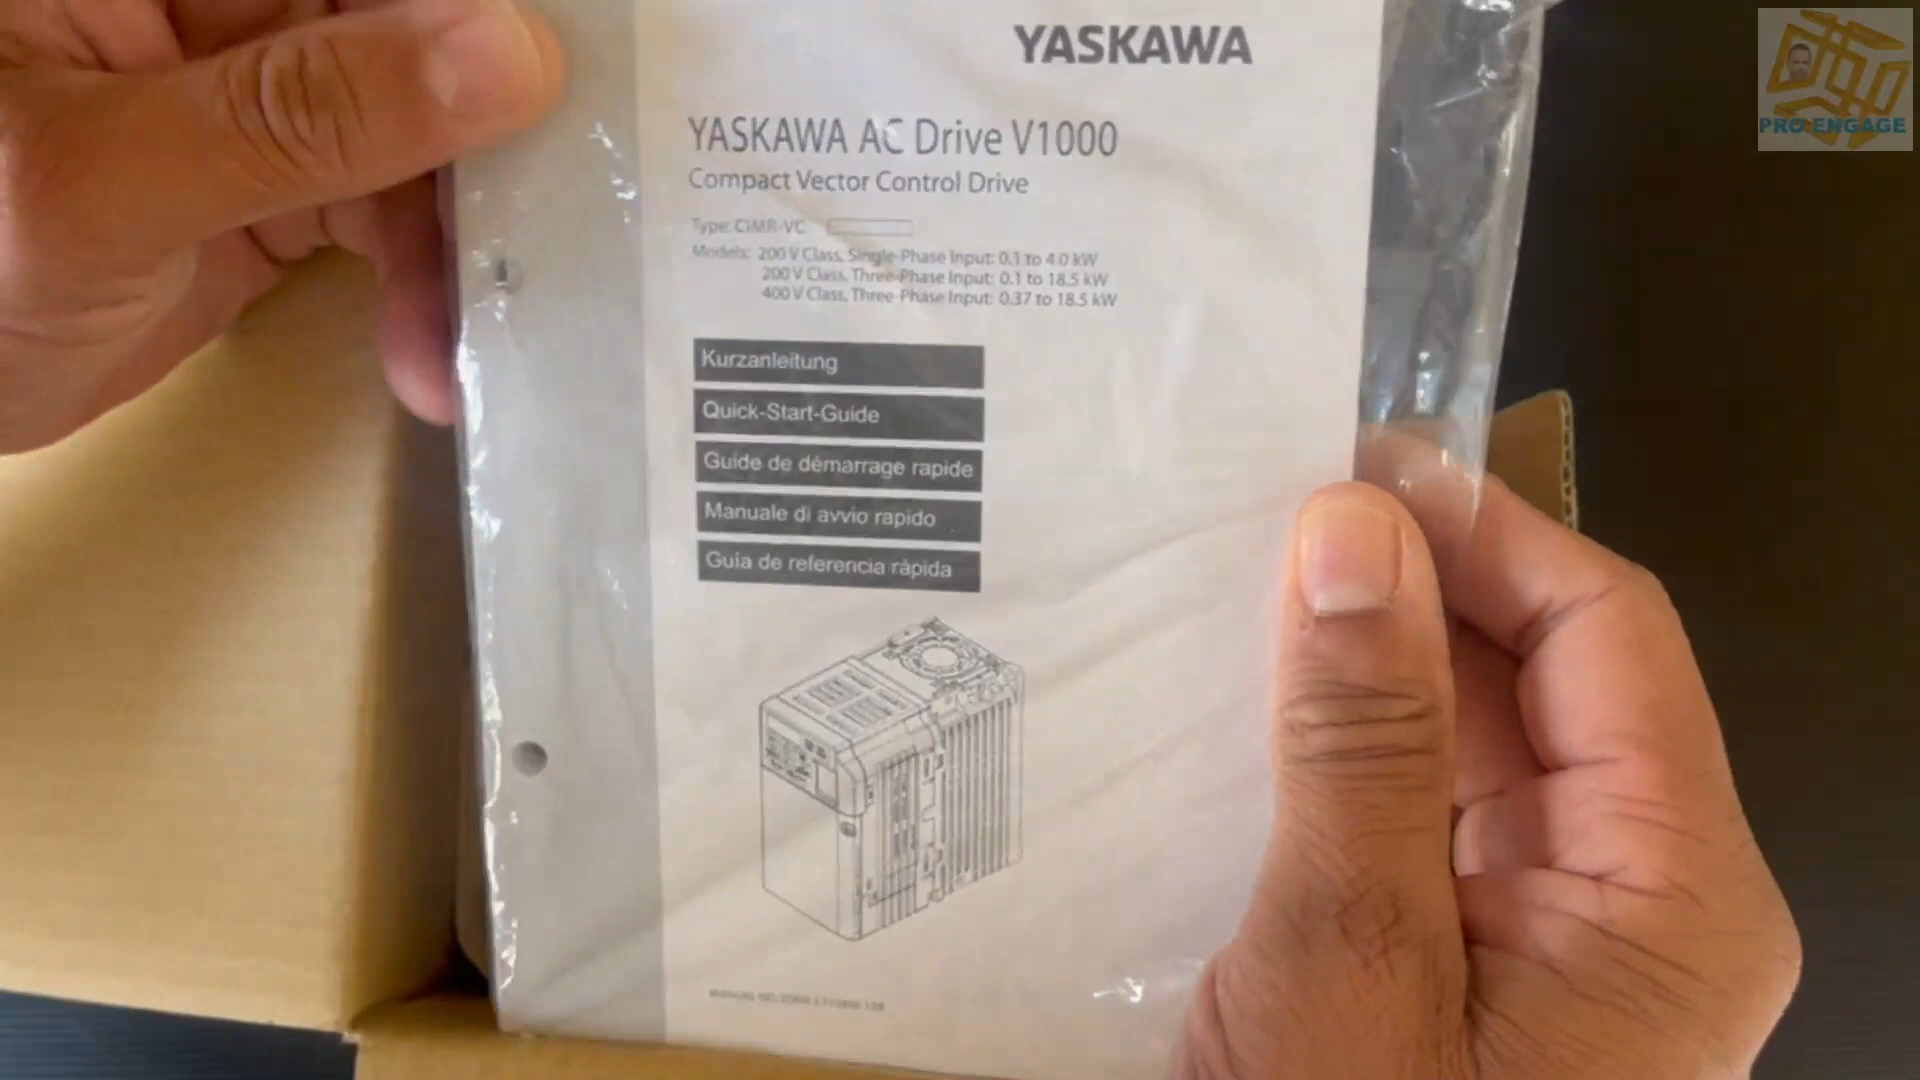 YASKAWA
YASKAWA AC Drive V1000
Compact Vector Control Drive
Type: CIMR-VC
Models: 200 V Class, Single-Phase Input: 0.1 to 4.0 kW
200 V Class, Three-Phase Input: 0.1 to 18.5 kW
400 V Class, Three-Phase Input: 0.37 to 18.5 kW
Kurzanleitung
Quick-Start-Guide
Guide de démarrage rapide
Manuale di avvio rapido
Guía de referencia rápida
PRO ENGAGE